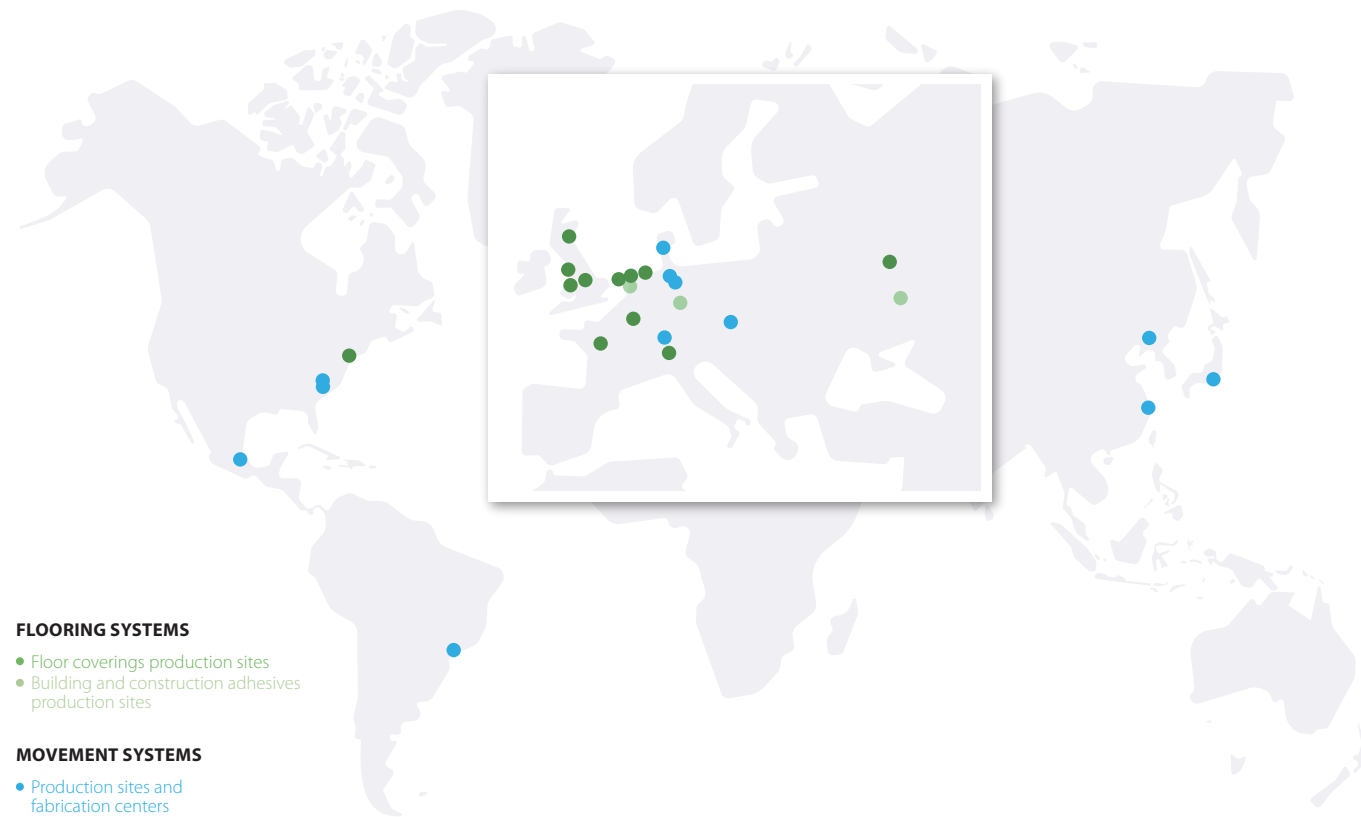 FLOORING SYSTEMS
Floor coverings production sites
Building and construction adhesives
production sites
MOVEMENT SYSTEMS
Production sites and
fabrication centers